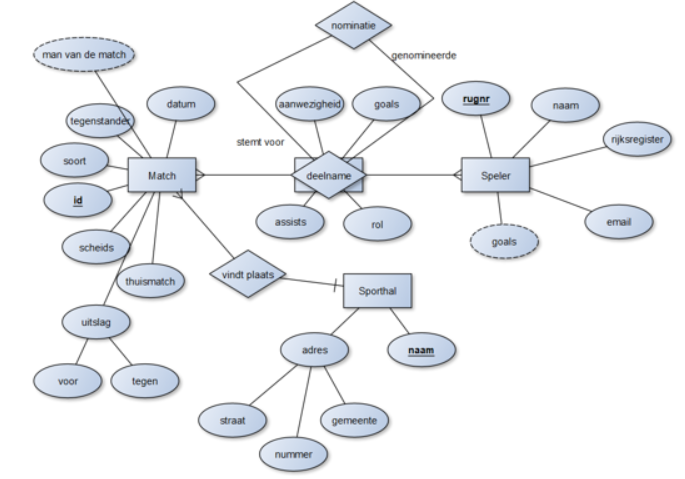 nominatie
man van de match
genomineerde
tegenstander
datum
aanwezigheid
goals
rugnr
naam
rijksregister
soort
stemt voor
Match
deelname
Speler
id
scheids
assists
rol
goals
email
thuismatch
vindt plaats
Sporthal
uitslag
adres
naam
voor
tegen
straat
gemeente
nummer